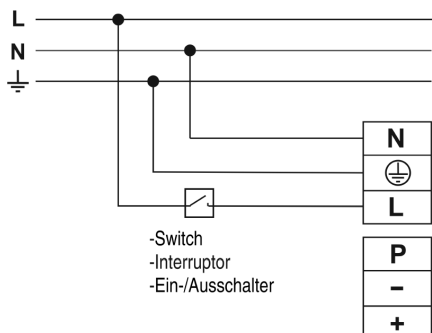 L
N
N
L
-Switch
-Interruptor
-Ein-/Ausschalter
P
-
+